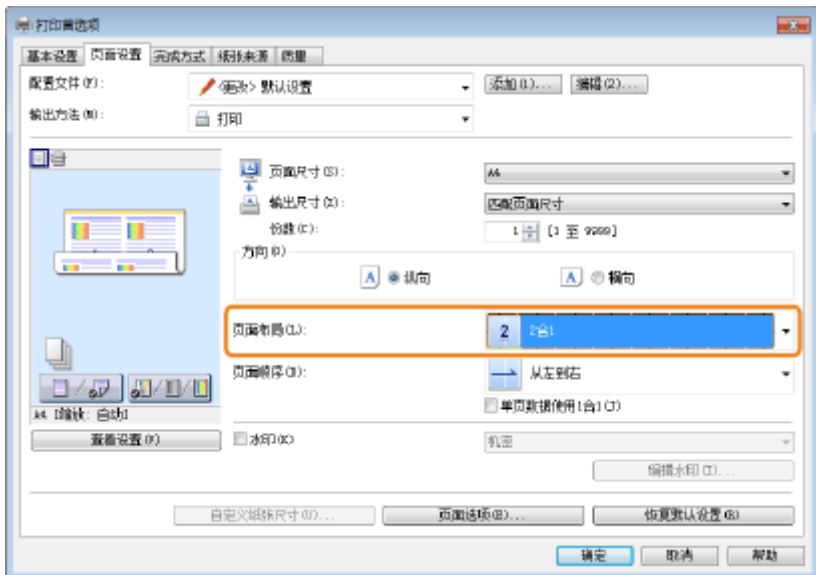 打印首选项
基本设置 页面设置 完成方式 纸张来源 质量
配置文件(F): <更改> 默认设置 添加(1)... 编辑(2)...
输出方法(M): 打印
页面尺寸(S): A4
输出尺寸(Z): 匹配页面尺寸
份数(C): 1 [1 至 9999]
方向(O)
A 纵向 A 横向
页面布局(L): 2 2合1
页面顺序(D): 从左到右
单页数据使用1合1(J)
A4 [缩放: 自动]
查看设置(V) 水印(K) 机密
编辑水印(I)...
自定义纸张尺寸(U)... 页面选项(B)... 恢复默认设置(R)
确定 取消 帮助